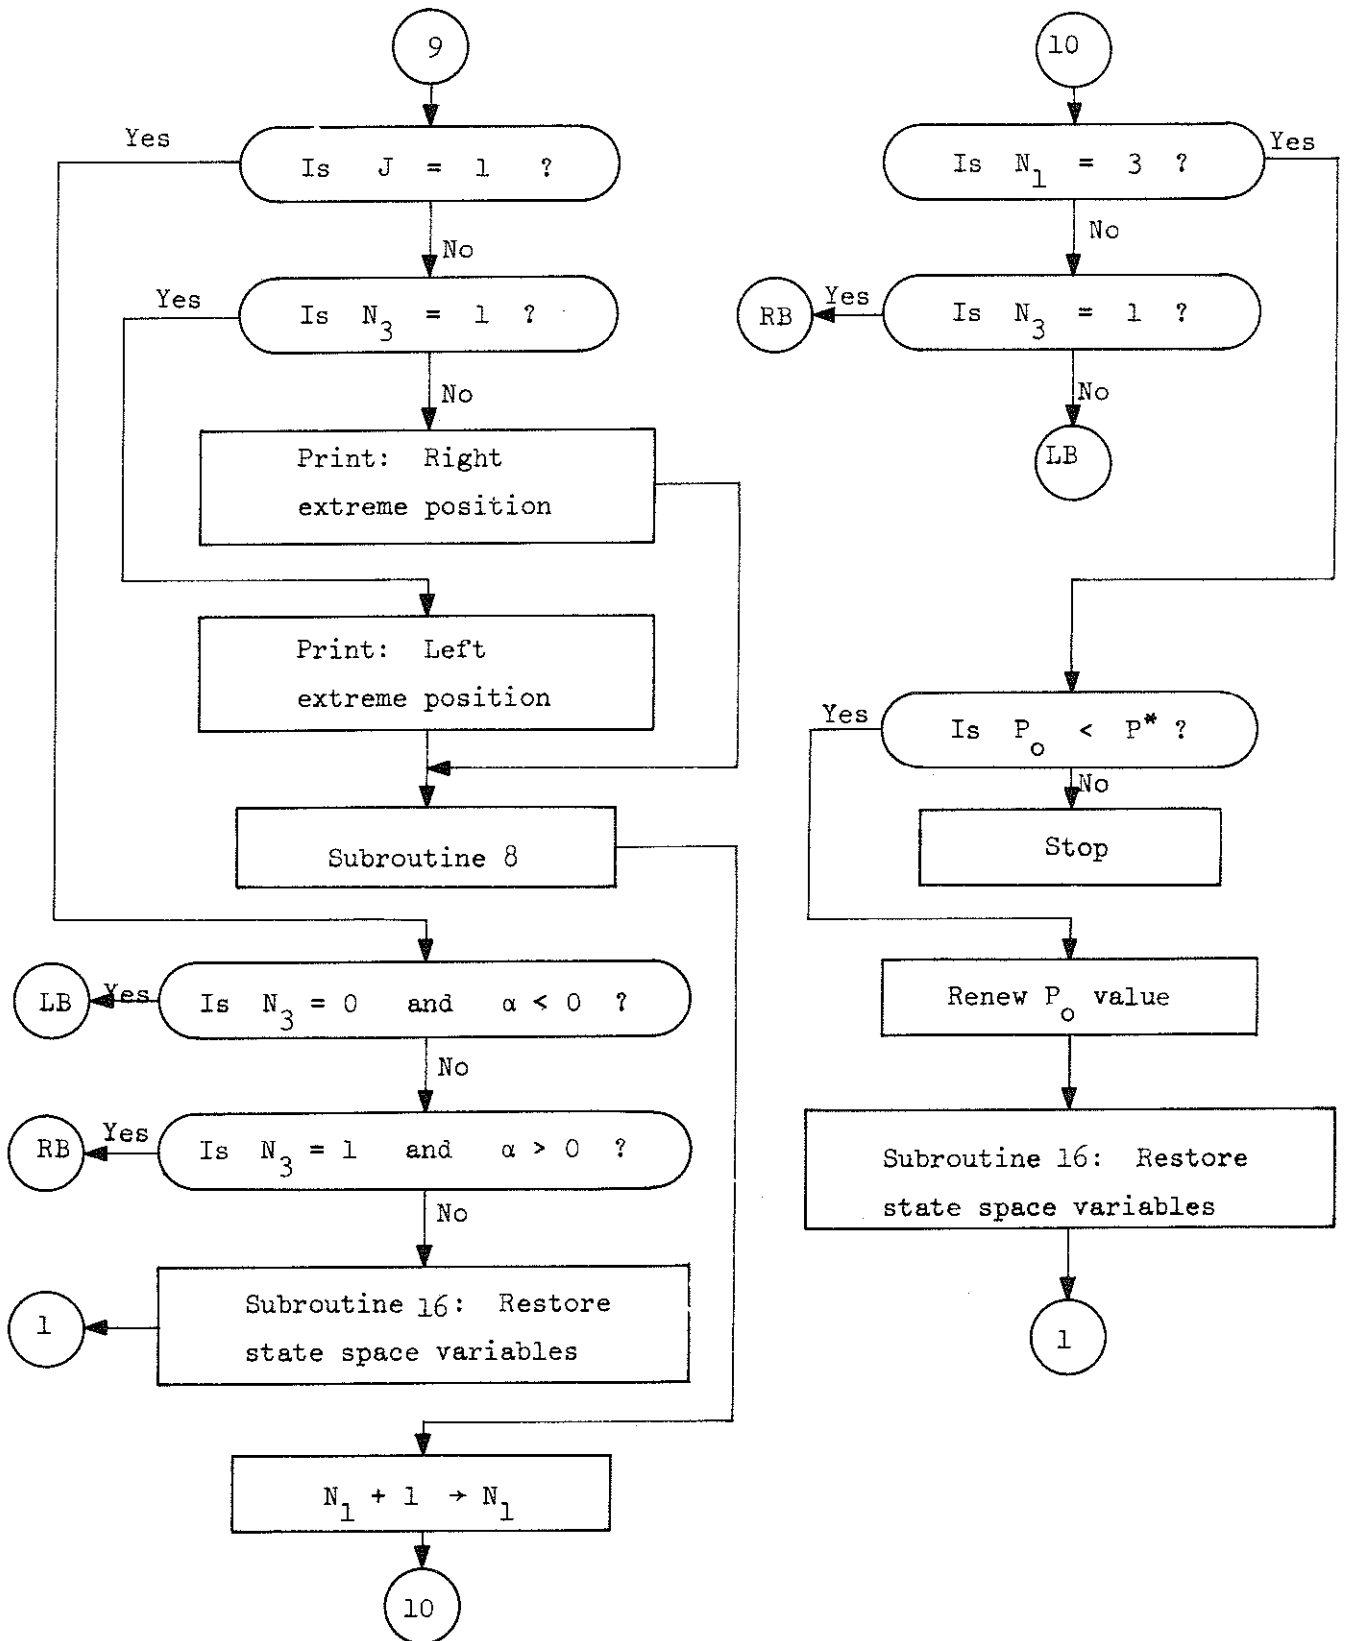 9
Yes
Is J = 1 ?
No
Yes
Is N3 = 1 ?
No
Print: Right
extreme position
Print: Left
extreme position
Subroutine 8
LB
Yes
Is N3 = 0 and α < 0 ?
No
RB
Yes
Is N3 = 1 and α > 0 ?
No
1
Subroutine 16: Restore
state space variables
N1 + 1 → N1
10
10
Is N1 = 3 ?
Yes
No
RB
Yes
Is N3 = 1 ?
No
LB
Yes
Is Po < P* ?
No
Stop
Renew Po value
Subroutine 16: Restore
state space variables
1